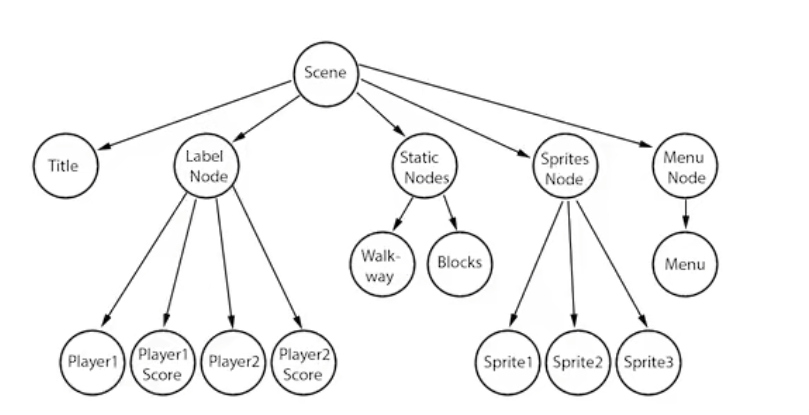 Scene
Title
Label
Node
Static
Nodes
Sprites
Node
Menu
Node
Walk-
way
Blocks
Menu
Player1
Player1
Score
Player2
Player2
Score
Sprite1
Sprite2
Sprite3